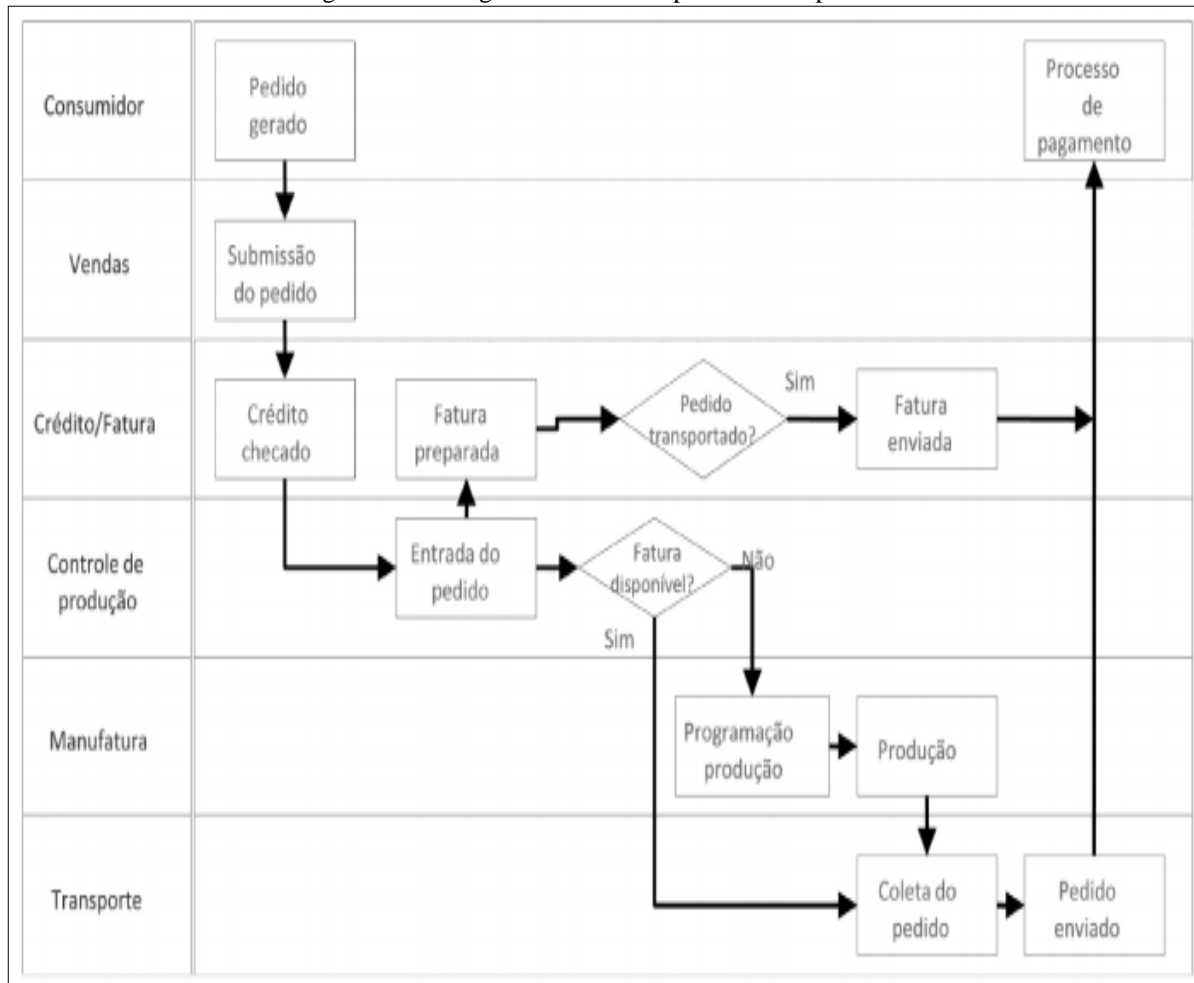 Consumidor
Pedido
gerado
Processo
de
pagamento
Vendas
Submissão
do pedido
Crédito/Fatura
Crédito
checado
Fatura
preparada
Pedido
transportado?
Sim
Fatura
enviada
Controle de
produção
Entrada do
pedido
Fatura
disponível?
Não
Sim
Manufatura
Programação
produção
Produção
Transporte
Coleta do
pedido
Pedido
enviado